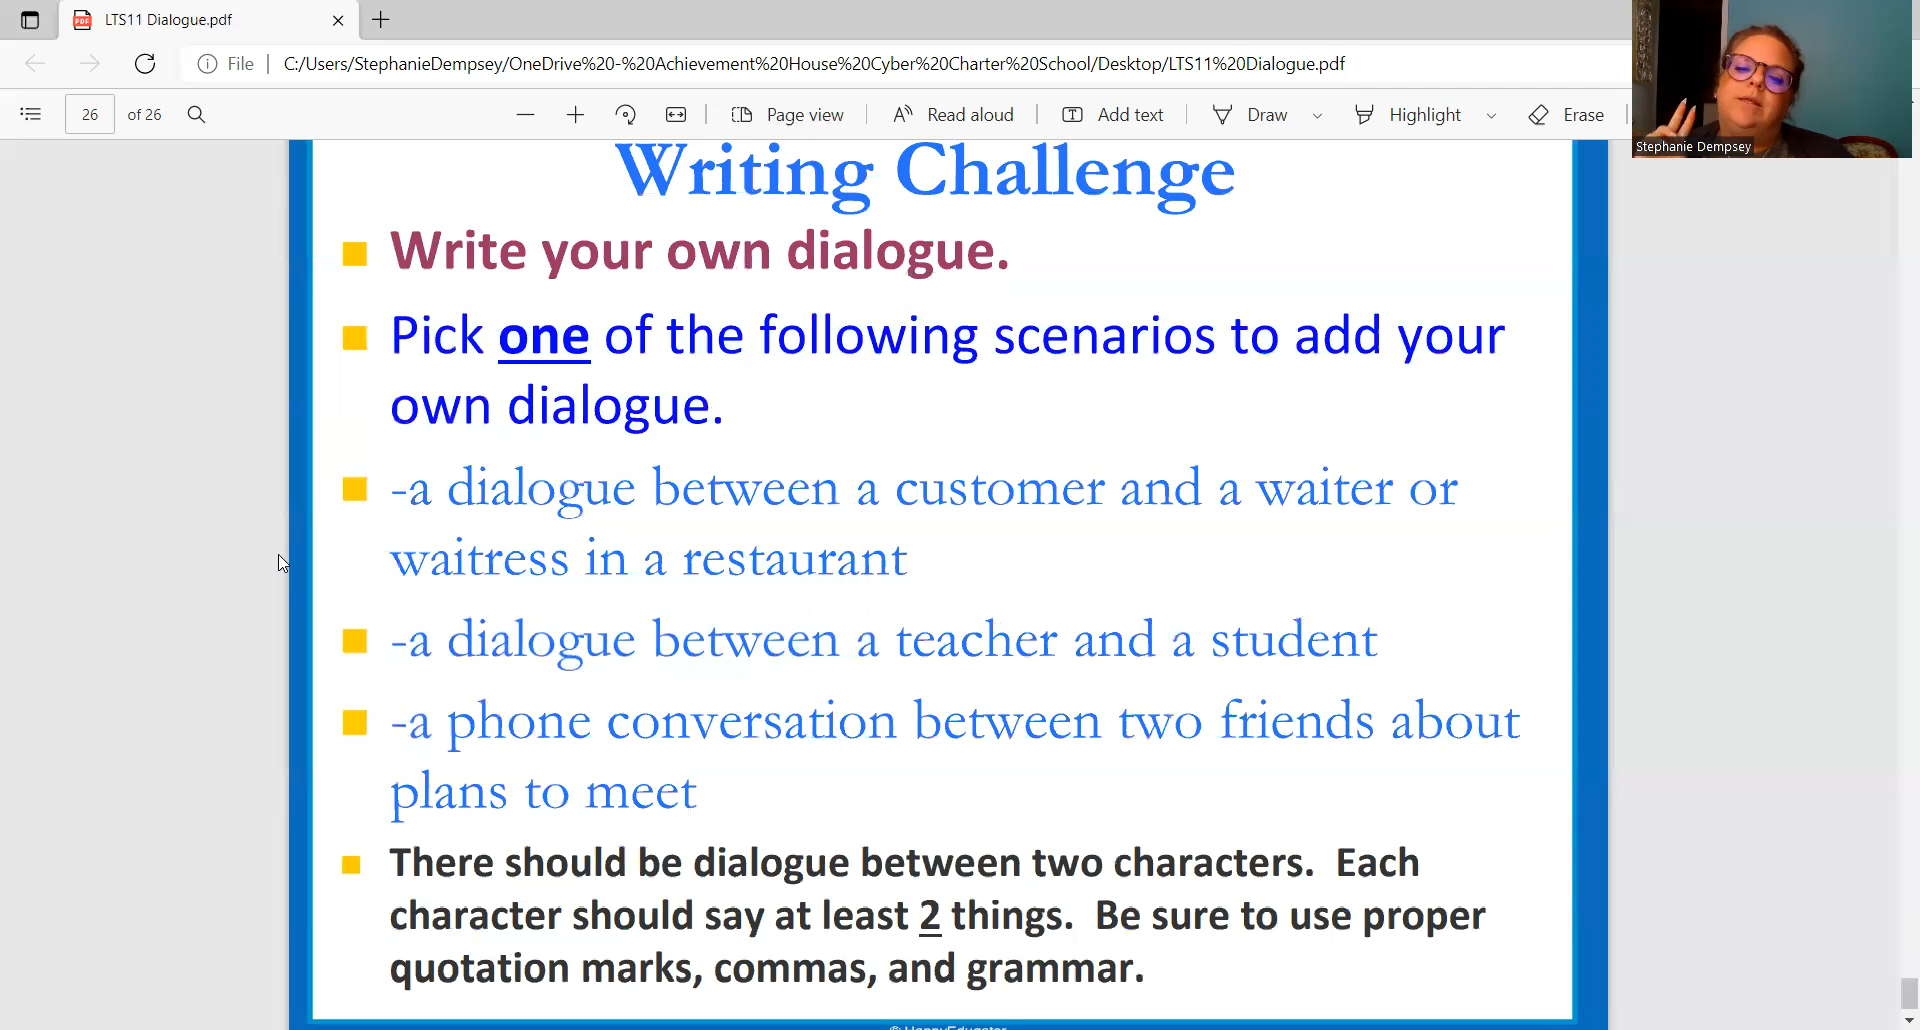 LTS11 Dialogue.pdf
File
C:/Users/StephanieDempsey/OneDrive%20-%20Achievement%20House%20Cyber%20Charter%20School/Desktop/LTS11%20Dialogue.pdf
26 of 26 Page view Read aloud Add text Draw Highlight Erase
Stephanie Dempsey
Writing Challenge
Write your own dialogue.
Pick one of the following scenarios to add your
own dialogue.
-a dialogue between a customer and a waiter or
waitress in a restaurant
-a dialogue between a teacher and a student
-a phone conversation between two friends about
plans to meet
There should be dialogue between two characters. Each
character should say at least 2 things. Be sure to use proper
quotation marks, commas, and grammar.
© HappyEducator